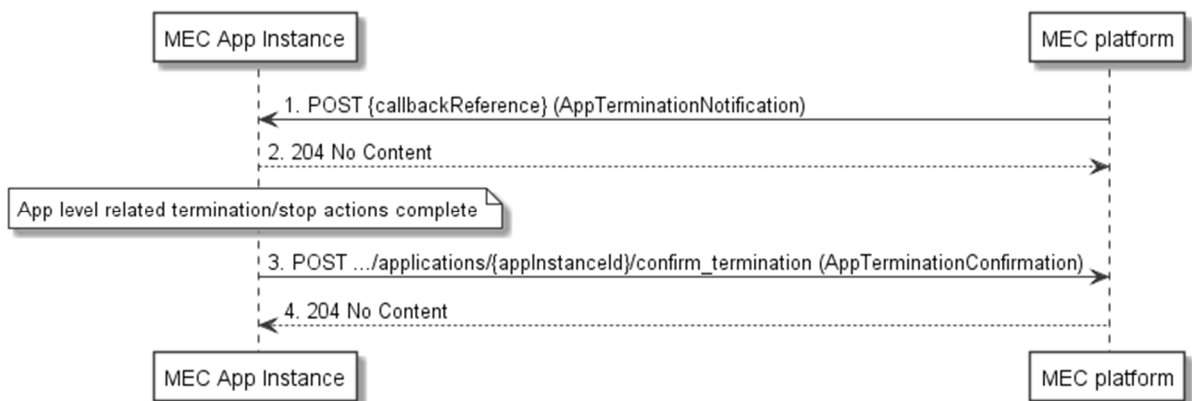 MEC App Instance
MEC platform
1. POST {callbackReference} (AppTerminationNotification)
2. 204 No Content
App level related termination/stop actions complete
3. POST .../applications/{appInstanceId}/confirm_termination (AppTerminationConfirmation)
4. 204 No Content
MEC App Instance
MEC platform